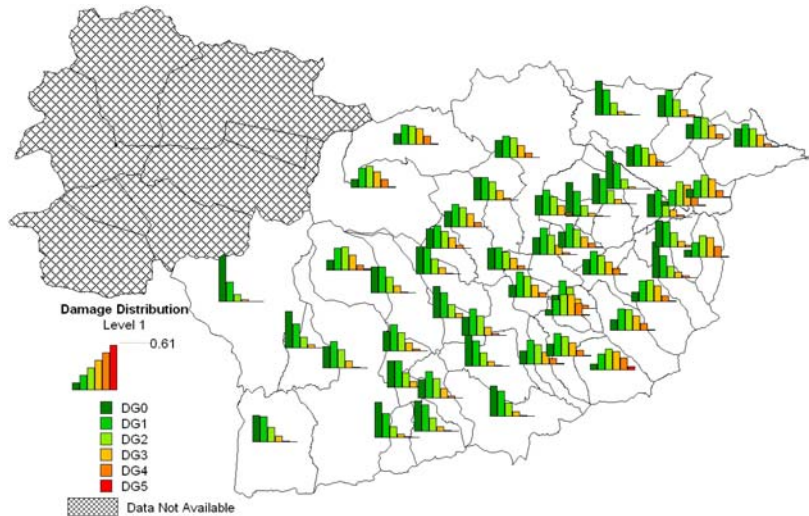 Damage Distribution
Level 1
0.61
DG0
DG1
DG2
DG3
DG4
DG5
Data Not Available